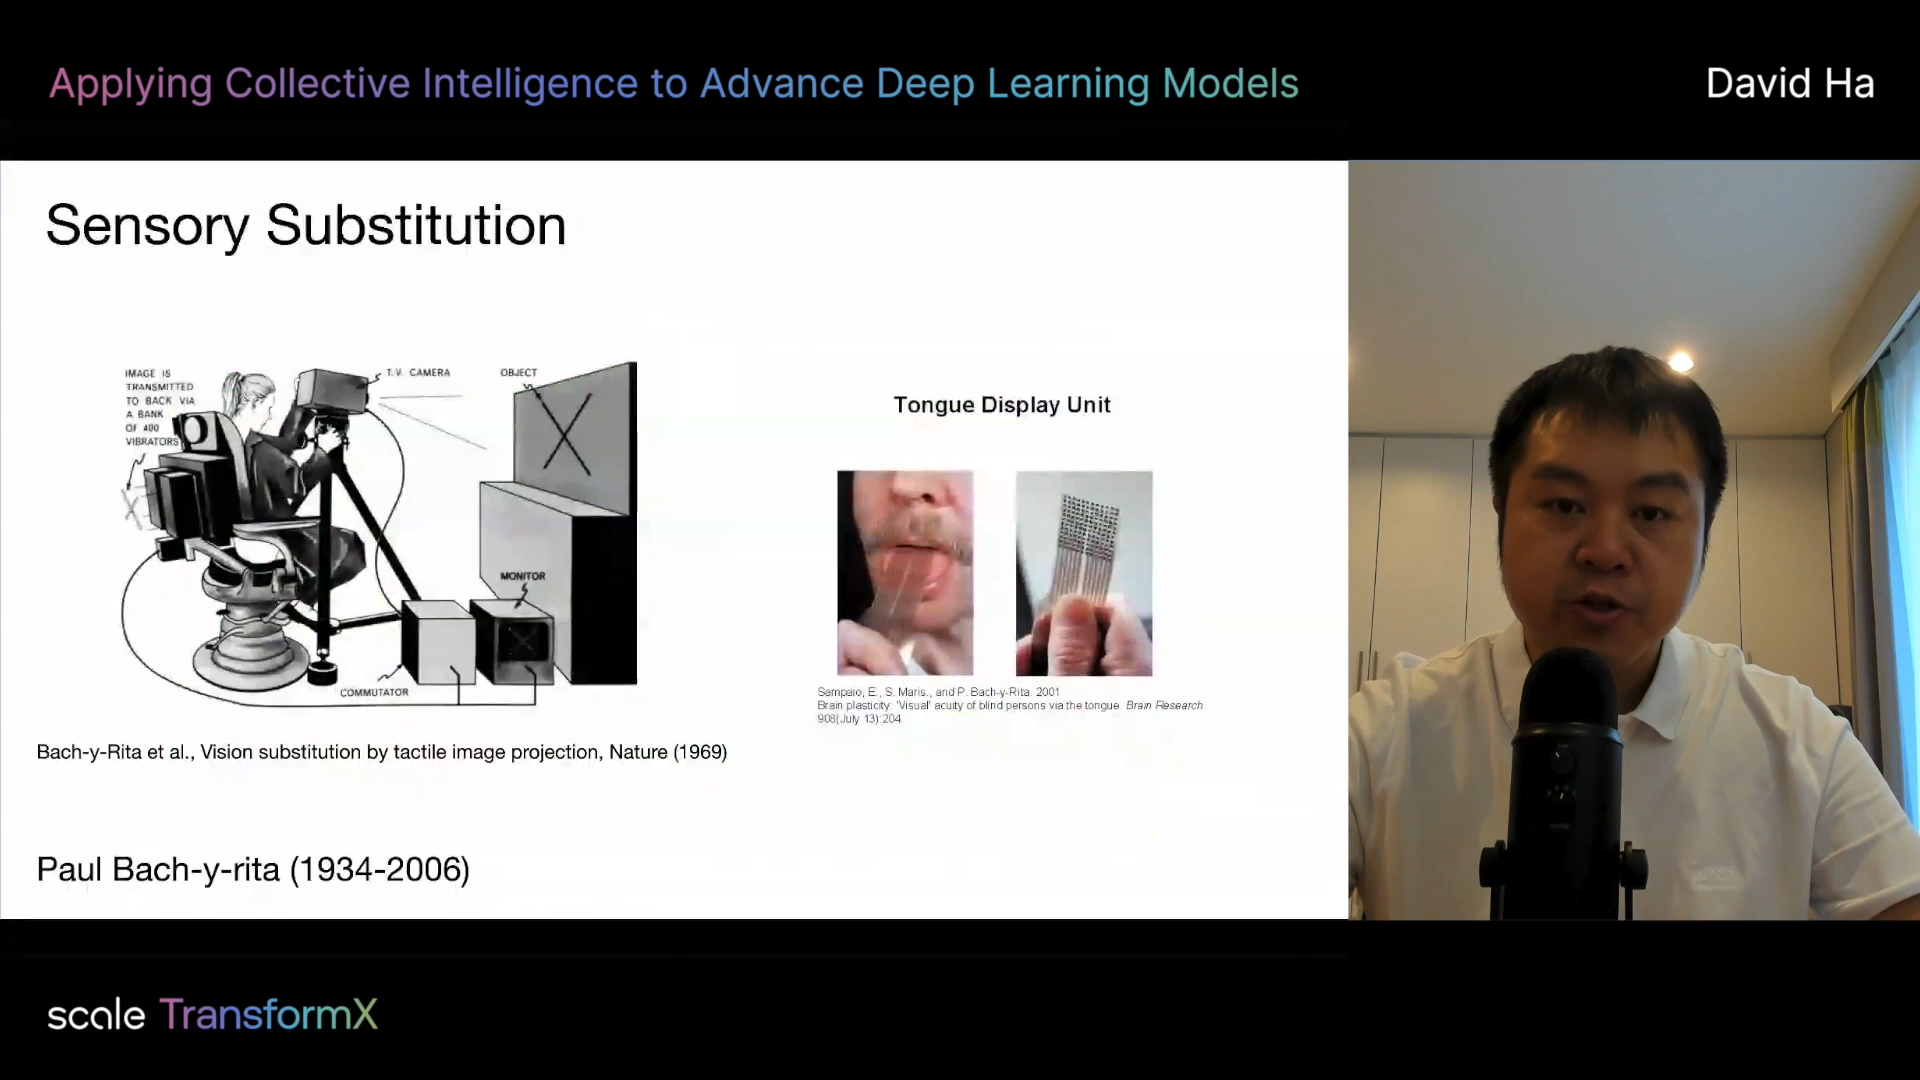 Applying Collective Intelligence to Advance Deep Learning Models
David Ha
Sensory Substitution
IMAGE IS
TRANSMITTED
TO BACK VIA
A BANK
OF 400
VIBRATORS
T.V. CAMERA
OBJECT
MONITOR
COMMUTATOR
Bach-y-Rita et al., Vision substitution by tactile image projection, Nature (1969)
Tongue Display Unit
Sampaio, E., S. Maris., and P. Bach-y-Rita. 2001
Brain plasticity: 'Visual' acuity of blind persons via the tongue. Brain Research
908(July 13):204
Paul Bach-y-rita (1934-2006)
scale TransformX